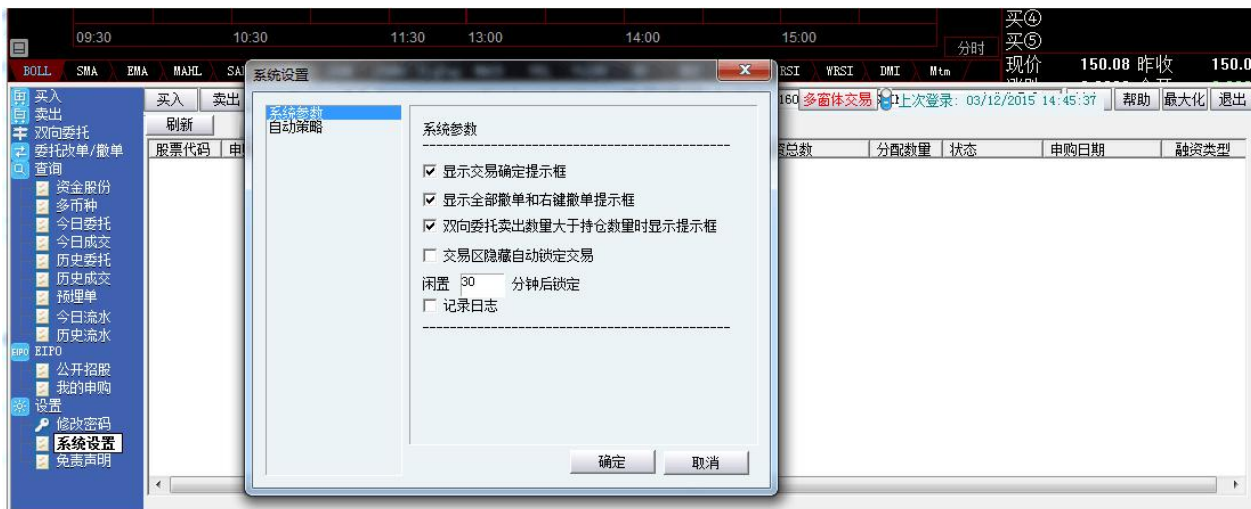 买④
09:30 10:30 11:30 13:00 14:00 15:00 分时 买⑤
现价 150.08 昨收 150.0
BOLL SMA EMA MAHL RSI WRSI DMI Mtm
系统设置
买入
卖出
双向委托
委托改单/撤单
查询
资金股份
多币种
今日委托
今日成交
历史委托
历史成交
预埋单
今日流水
历史流水
EIPO EIPO
公开招股
我的申购
设置
修改密码
系统设置
免责声明
买入 卖出 160 多窗体交易 上次登录: 03/12/2015 14:45:37 帮助 最大化 退出
刷新
股票代码 总数 分配数量 状态 申购日期 融资类型
系统参数
自动策略
系统参数
显示交易确定提示框
显示全部撤单和右键撤单提示框
双向委托卖出数量大于持仓数量时显示提示框
交易区隐藏自动锁定交易
闲置 30 分钟后锁定
记录日志
确定 取消